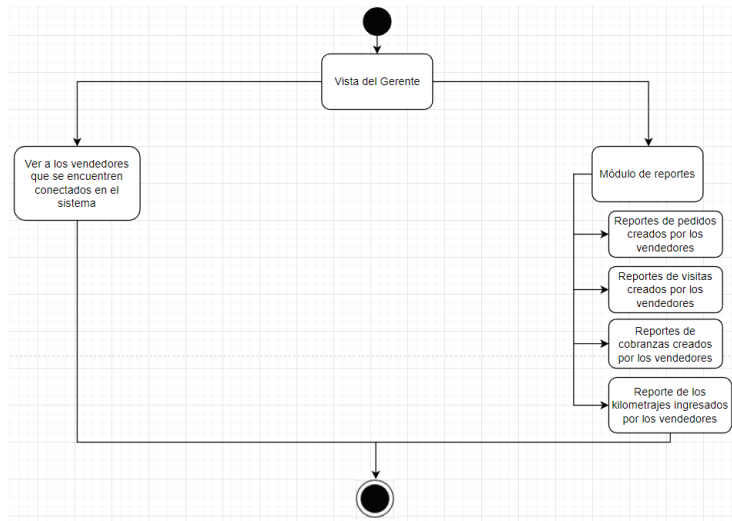 Vista del Gerente
Ver a los vendedores
que se encuentren
conectados en el
sistema
Módulo de reportes
Reportes de pedidos
creados por los
vendedores
Reportes de visitas
creados por los
vendedores
Reportes de
cobranzas creados
por los vendedores
Reporte de los
kilometrajes ingresados
por los vendedores